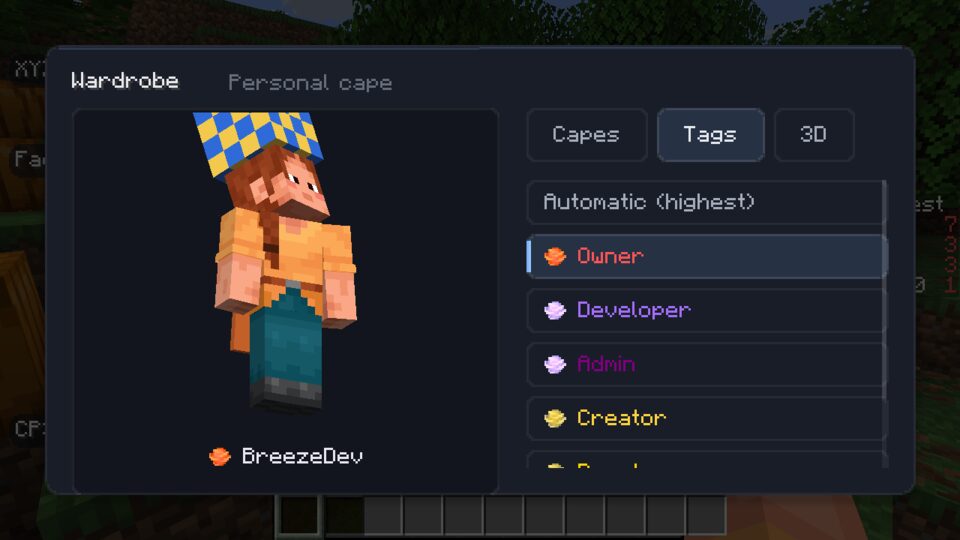 Wardrobe
Personal cape
Capes
Tags
3D
Automatic (highest)
Owner
Developer
Admin
Creator
BreezeDev